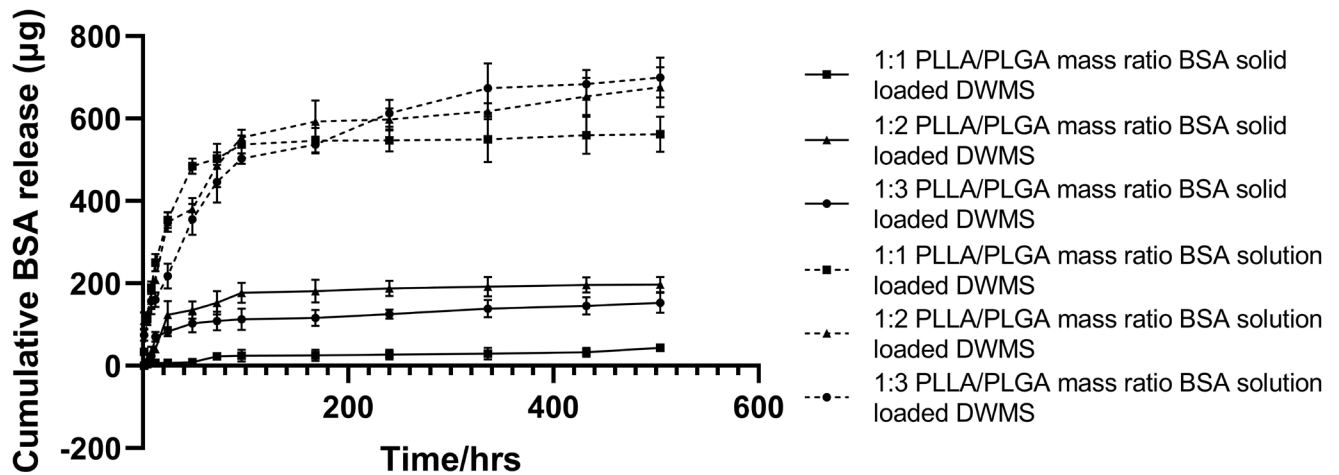 Cumulative BSA release (µg)
800
600
400
200
0
-200
200
400
600
Time/hrs
1:1 PLLA/PLGA mass ratio BSA solid
loaded DWMS
1:2 PLLA/PLGA mass ratio BSA solid
loaded DWMS
1:3 PLLA/PLGA mass ratio BSA solid
loaded DWMS
1:1 PLLA/PLGA mass ratio BSA solution
loaded DWMS
1:2 PLLA/PLGA mass ratio BSA solution
loaded DWMS
1:3 PLLA/PLGA mass ratio BSA solution
loaded DWMS